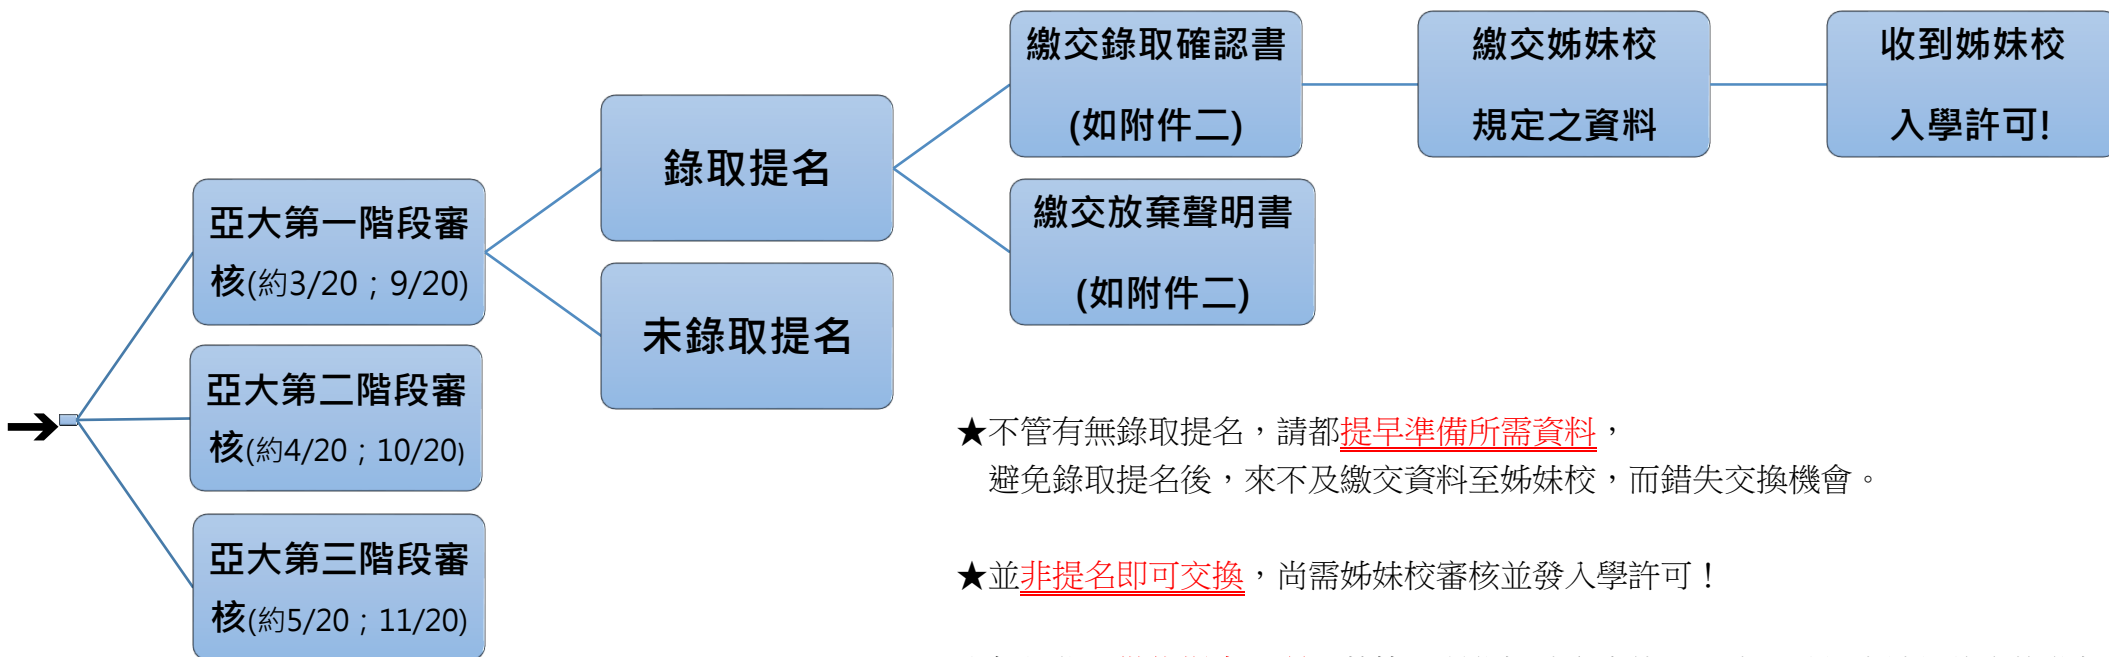 繳交錄取確認書
(如附件二)
繳交姊妹校
規定之資料
收到姊妹校
入學許可!
錄取提名
繳交放棄聲明書
(如附件二)
亞大第一階段審
核(約3/20；9/20)
未錄取提名
亞大第二階段審
核(約4/20；10/20)
亞大第三階段審
核(約5/20；11/20)
★不管有無錄取提名，請都提早準備所需資料，
避免錄取提名後，來不及繳交資料至姊妹校，而錯失交換機會。
★並非提名即可交換，尚需姊妹校審核並發入學許可！